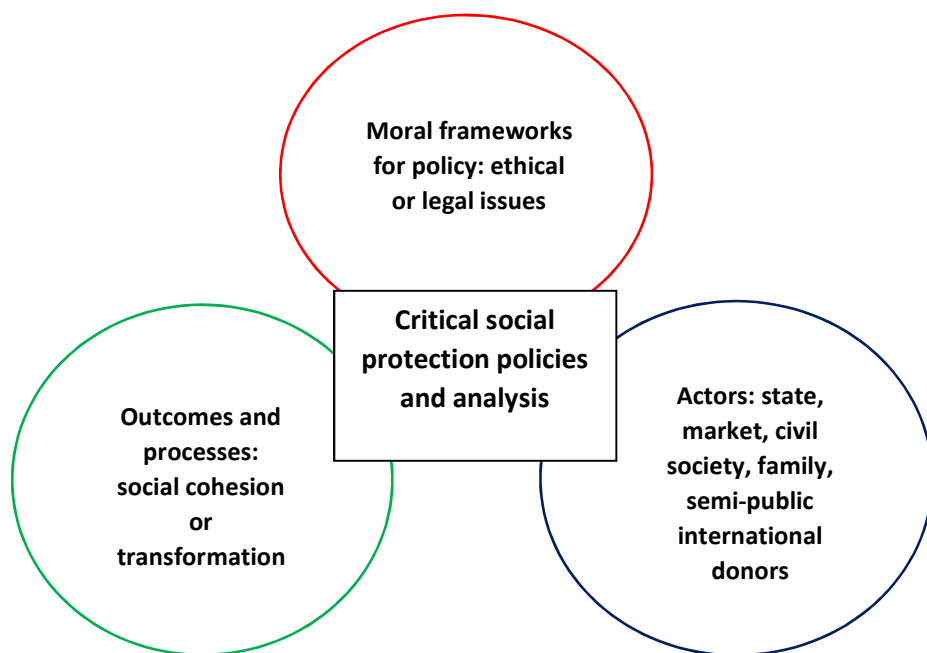 Moral frameworks
for policy: ethical
or legal issues
Critical social
protection policies
and analysis
Outcomes and
processes:
social cohesion
or
transformation
Actors: state,
market, civil
society, family,
semi-public
international
donors